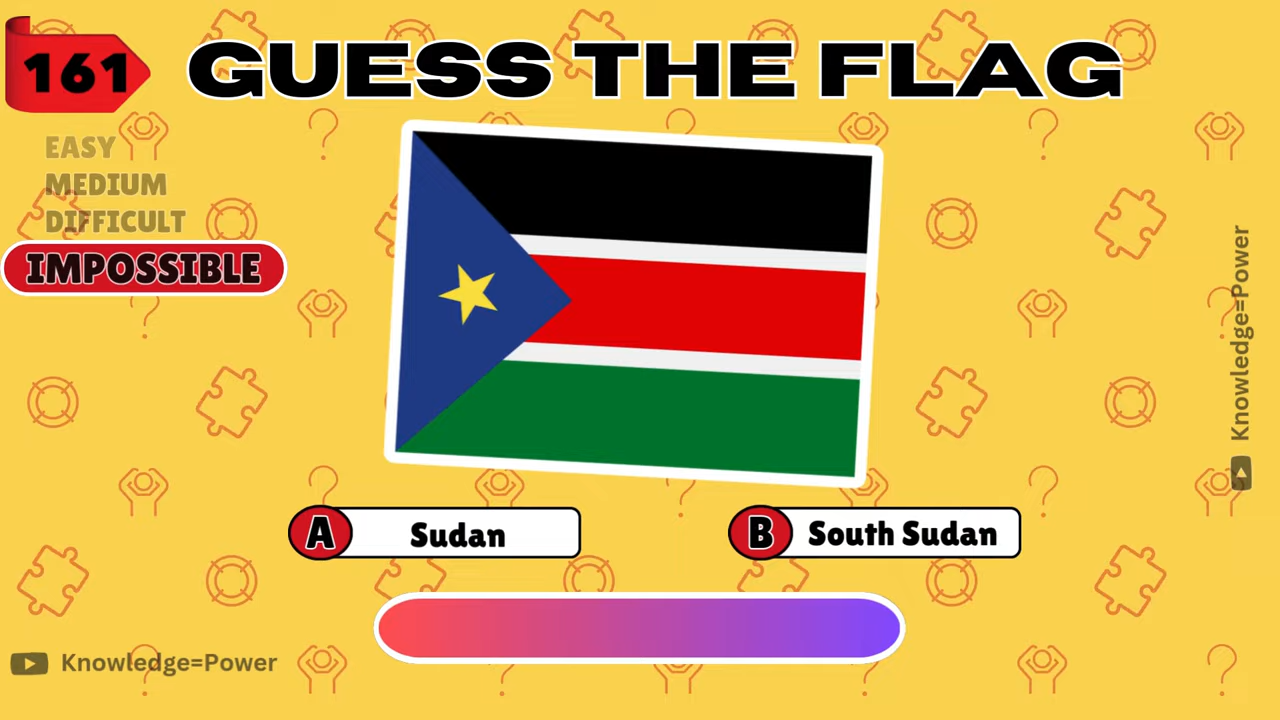 161
GUESS THE FLAG
EASY
MEDIUM
DIFFICULT
IMPOSSIBLE
Knowledge=Power
A Sudan
B South Sudan
Knowledge=Power